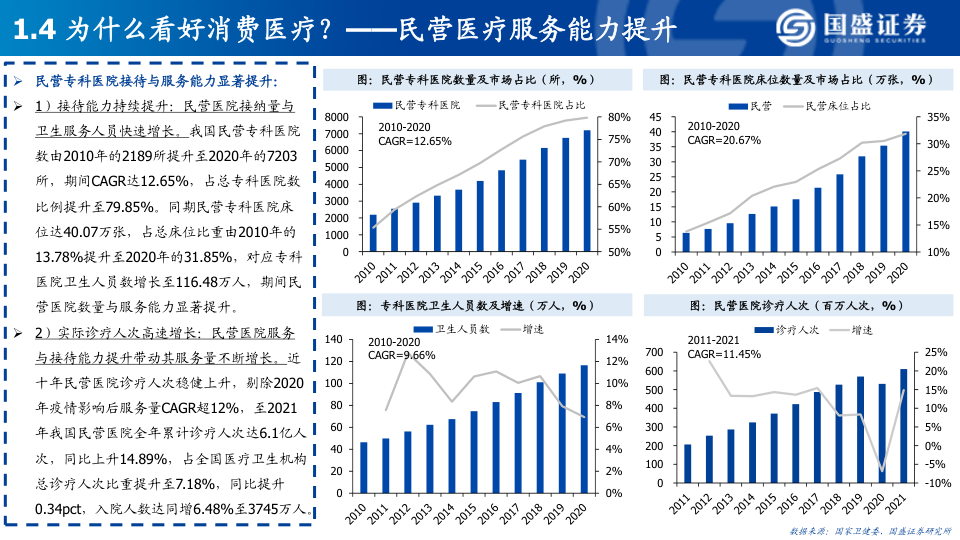 1.4 为什么看好消费医疗？——民营医疗服务能力提升
国盛证券
GUOSHENG SECURITIES
➢ 民营专科医院接待与服务能力显著提升：
➢ 1）接待能力持续提升：民营医院接纳量与
卫生服务人员快速增长。我国民营专科医院
数由2010年的2189所提升至2020年的7203
所，期间CAGR达12.65%，占总专科医院数
比例提升至79.85%。同期民营专科医院床
位达40.07万张，占总床位比重由2010年的
13.78%提升至2020年的31.85%，对应专科
医院卫生人员数增长至116.48万人，期间民
营医院数量与服务能力显著提升。
➢ 2）实际诊疗人次高速增长：民营医院服务
与接待能力提升带动其服务量不断增长。近
十年民营医院诊疗人次稳健上升，剔除2020
年疫情影响后服务量CAGR超12%，至2021
年我国民营医院全年累计诊疗人次达6.1亿人
次，同比上升14.89%，占全国医疗卫生机构
总诊疗人次比重提升至7.18%，同比提升
0.34pct，入院人数达同增6.48%至3745万人。
图：民营专科医院数量及市场占比（所，%）
民营专科医院 民营专科医院占比
2010-2020
CAGR=12.65%
8000
7000
6000
5000
4000
3000
2000
1000
0
80%
75%
70%
65%
60%
55%
50%
2010 2011 2012 2013 2014 2015 2016 2017 2018 2019 2020
图：民营专科医院床位数量及市场占比（万张，%）
民营 民营床位占比
2010-2020
CAGR=20.67%
45
40
35
30
25
20
15
10
5
0
35%
30%
25%
20%
15%
10%
2010 2011 2012 2013 2014 2015 2016 2017 2018 2019 2020
图：专科医院卫生人员数及增速（万人，%）
卫生人员数 增速
2010-2020
CAGR=9.66%
140
120
100
80
60
40
20
0
14%
12%
10%
8%
6%
4%
2%
0%
2010 2011 2012 2013 2014 2015 2016 2017 2018 2019 2020
图：民营医院诊疗人次（百万人次，%）
诊疗人次 增速
2011-2021
CAGR=11.45%
700
600
500
400
300
200
100
0
25%
20%
15%
10%
5%
0%
-5%
-10%
2011 2012 2013 2014 2015 2016 2017 2018 2019 2020 2021
数据来源：国家卫健委，国盛证券研究所